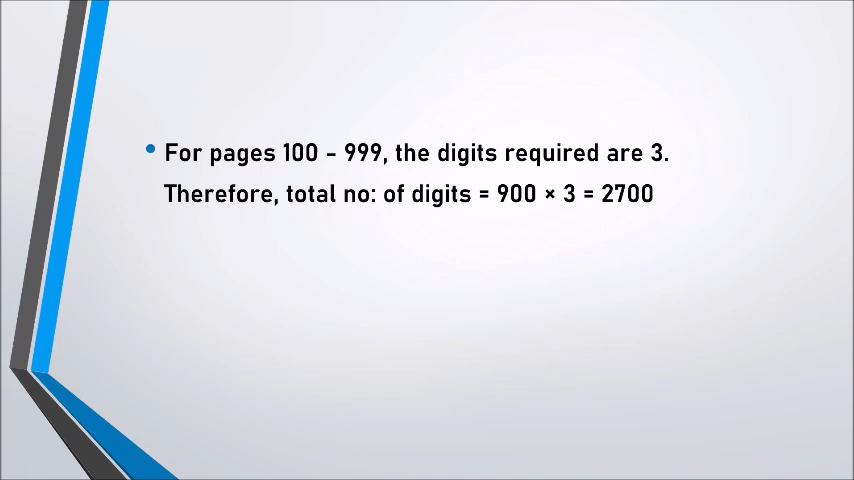 • For pages 100 – 999, the digits required are 3.
Therefore, total no: of digits = 900 × 3 = 2700